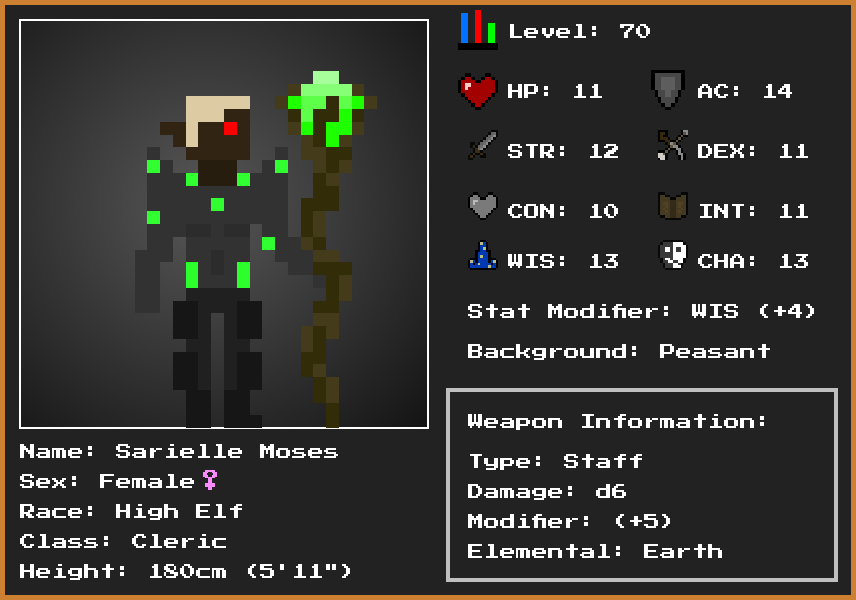 Level: 70
HP: 11 AC: 14
STR: 12 DEX: 11
CON: 10 INT: 11
WIS: 13 CHA: 13
Stat Modifier: WIS (+4)
Background: Peasant
Weapon Information:
Type: Staff
Damage: d6
Modifier: (+5)
Elemental: Earth
Name: Sarielle Moses
Sex: Female♀
Race: High Elf
Class: Cleric
Height: 180cm (5'11")